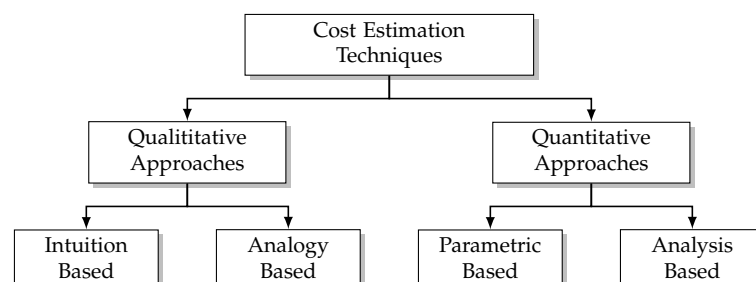 Cost Estimation
Techniques
Qualititative
Approaches
Quantitative
Approaches
Intuition
Based
Analogy
Based
Parametric
Based
Analysis
Based